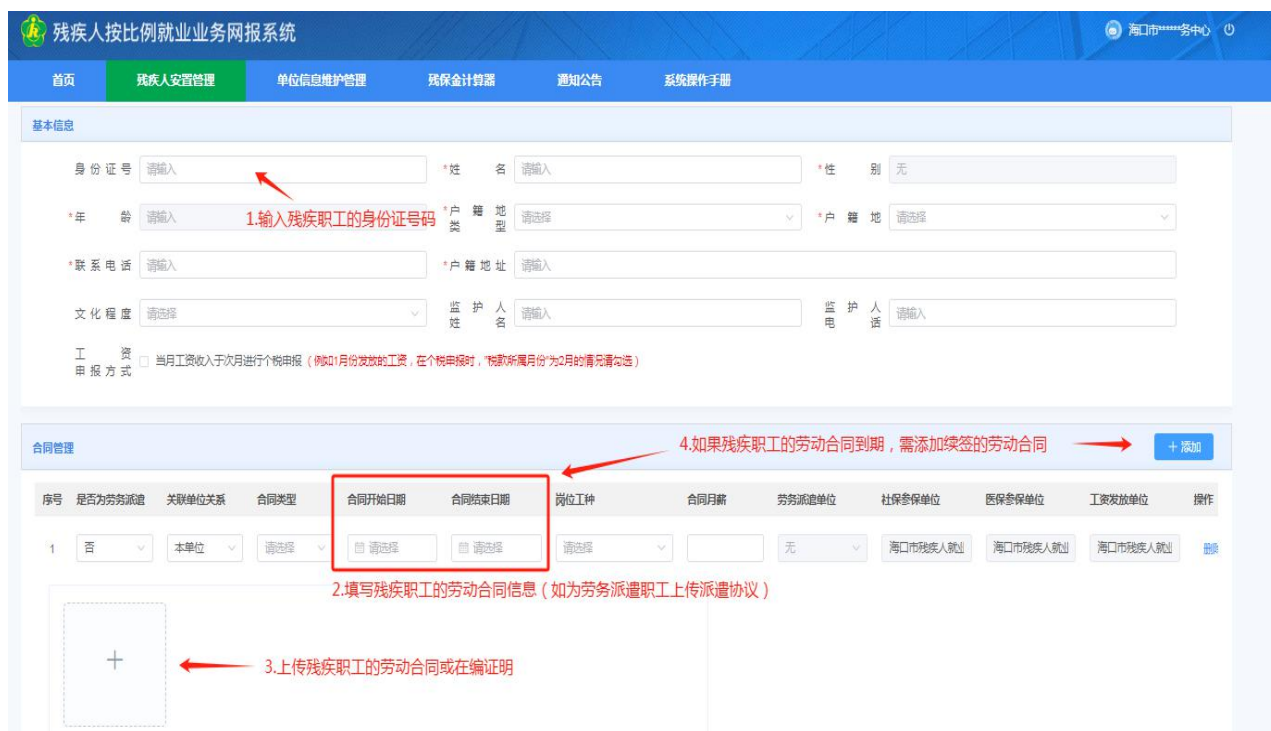 残疾人按比例就业业务网报系统
海口市*****务中心
首页 残疾人安置管理 单位信息维护管理 残保金计算器 通知公告 系统操作手册
基本信息
身份证号 请输入 *姓名 请输入 *性别 无
1.输入残疾职工的身份证号码
*年龄 请输入 *户籍地类型 请选择 *户籍地 请选择
*联系电话 请输入 *户籍地址 请输入
文化程度 请选择 监护人姓名 请输入 监护人电话 请输入
工资申报方式 当月工资收入于次月进行个税申报（例如1月份发放的工资，在个税申报时，"税款所属月份"为2月的情况请勾选）
合同管理 4.如果残疾职工的劳动合同到期，需添加续签的劳动合同 +添加
序号 是否为劳务派遣 关联单位关系 合同类型 合同开始日期 合同结束日期 岗位工种 合同月薪 劳务派遣单位 社保参保单位 医保参保单位 工资发放单位 操作
1 否 本单位 请选择 请选择 请选择 请选择 无 海口市残疾人就业 海口市残疾人就业 海口市残疾人就业 删除
2.填写残疾职工的劳动合同信息（如为劳务派遣职工上传派遣协议）
+
3.上传残疾职工的劳动合同或在编证明